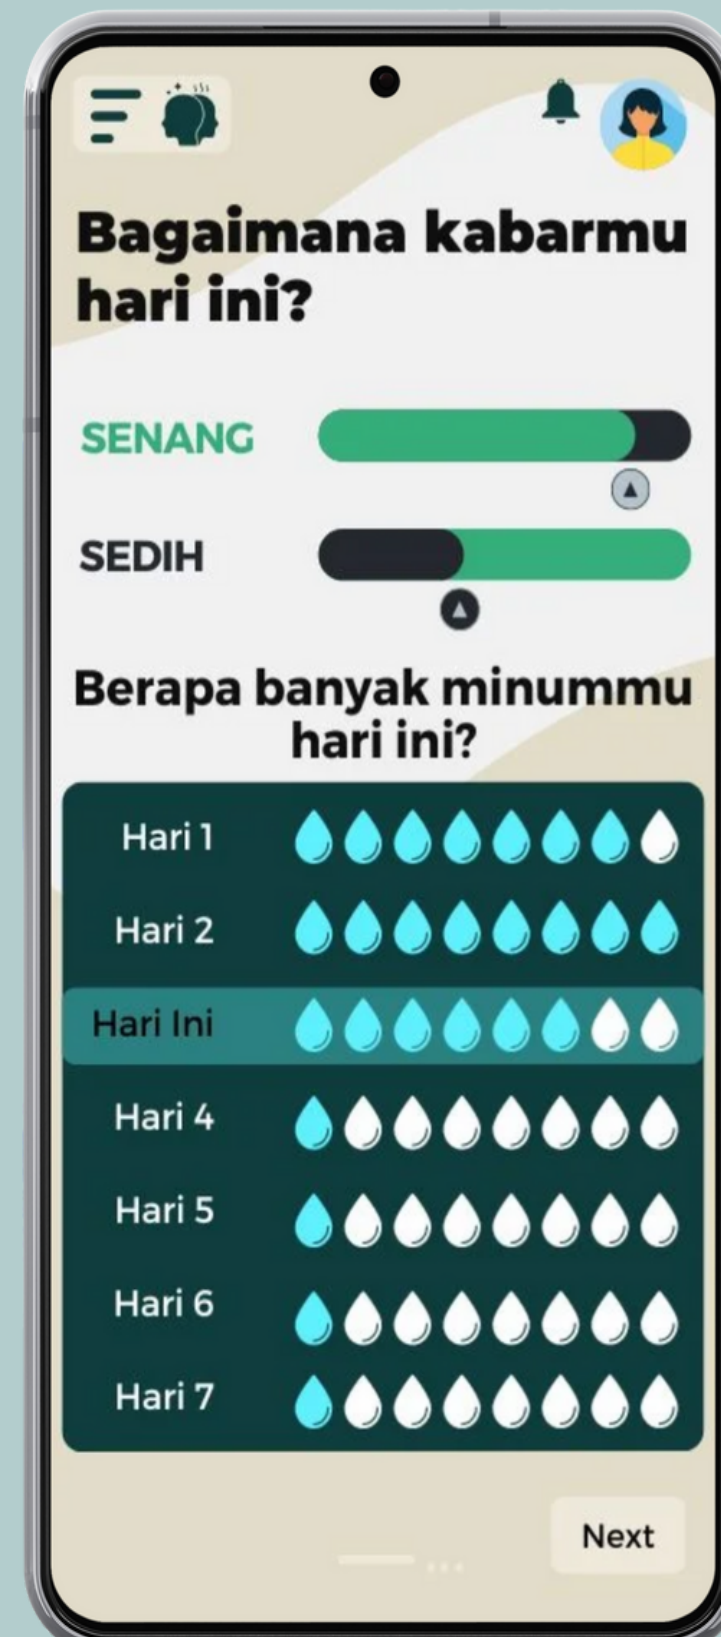 Bagaimana kabarmu
hari ini?
SENANG
SEDIH
Berapa banyak minummu
hari ini?
Hari 1
Hari 2
Hari Ini
Hari 4
Hari 5
Hari 6
Hari 7
Next